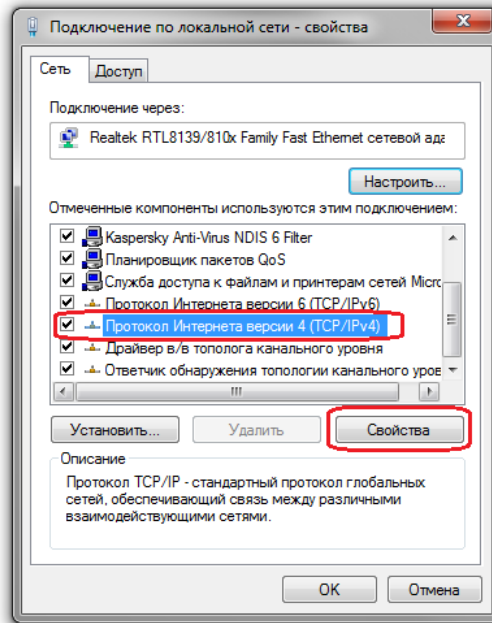 Подключение по локальной сети - свойства
Сеть
Доступ
Подключение через:
Realtek RTL8139/810x Family Fast Ethernet сетевой ада
Настроить...
Отмеченные компоненты используются этим подключением:
Kaspersky Anti-Virus NDIS 6 Filter
Планировщик пакетов QoS
Служба доступа к файлам и принтерам сетей Micro
Протокол Интернета версии 6 (TCP/IPv6)
Протокол Интернета версии 4 (TCP/IPv4)
Драйвер в/в тополога канального уровня
Ответчик обнаружения топологии канального уров
Установить...
Удалить
Свойства
Описание
Протокол TCP/IP - стандартный протокол глобальных
сетей, обеспечивающий связь между различными
взаимодействующими сетями.
OK
Отмена